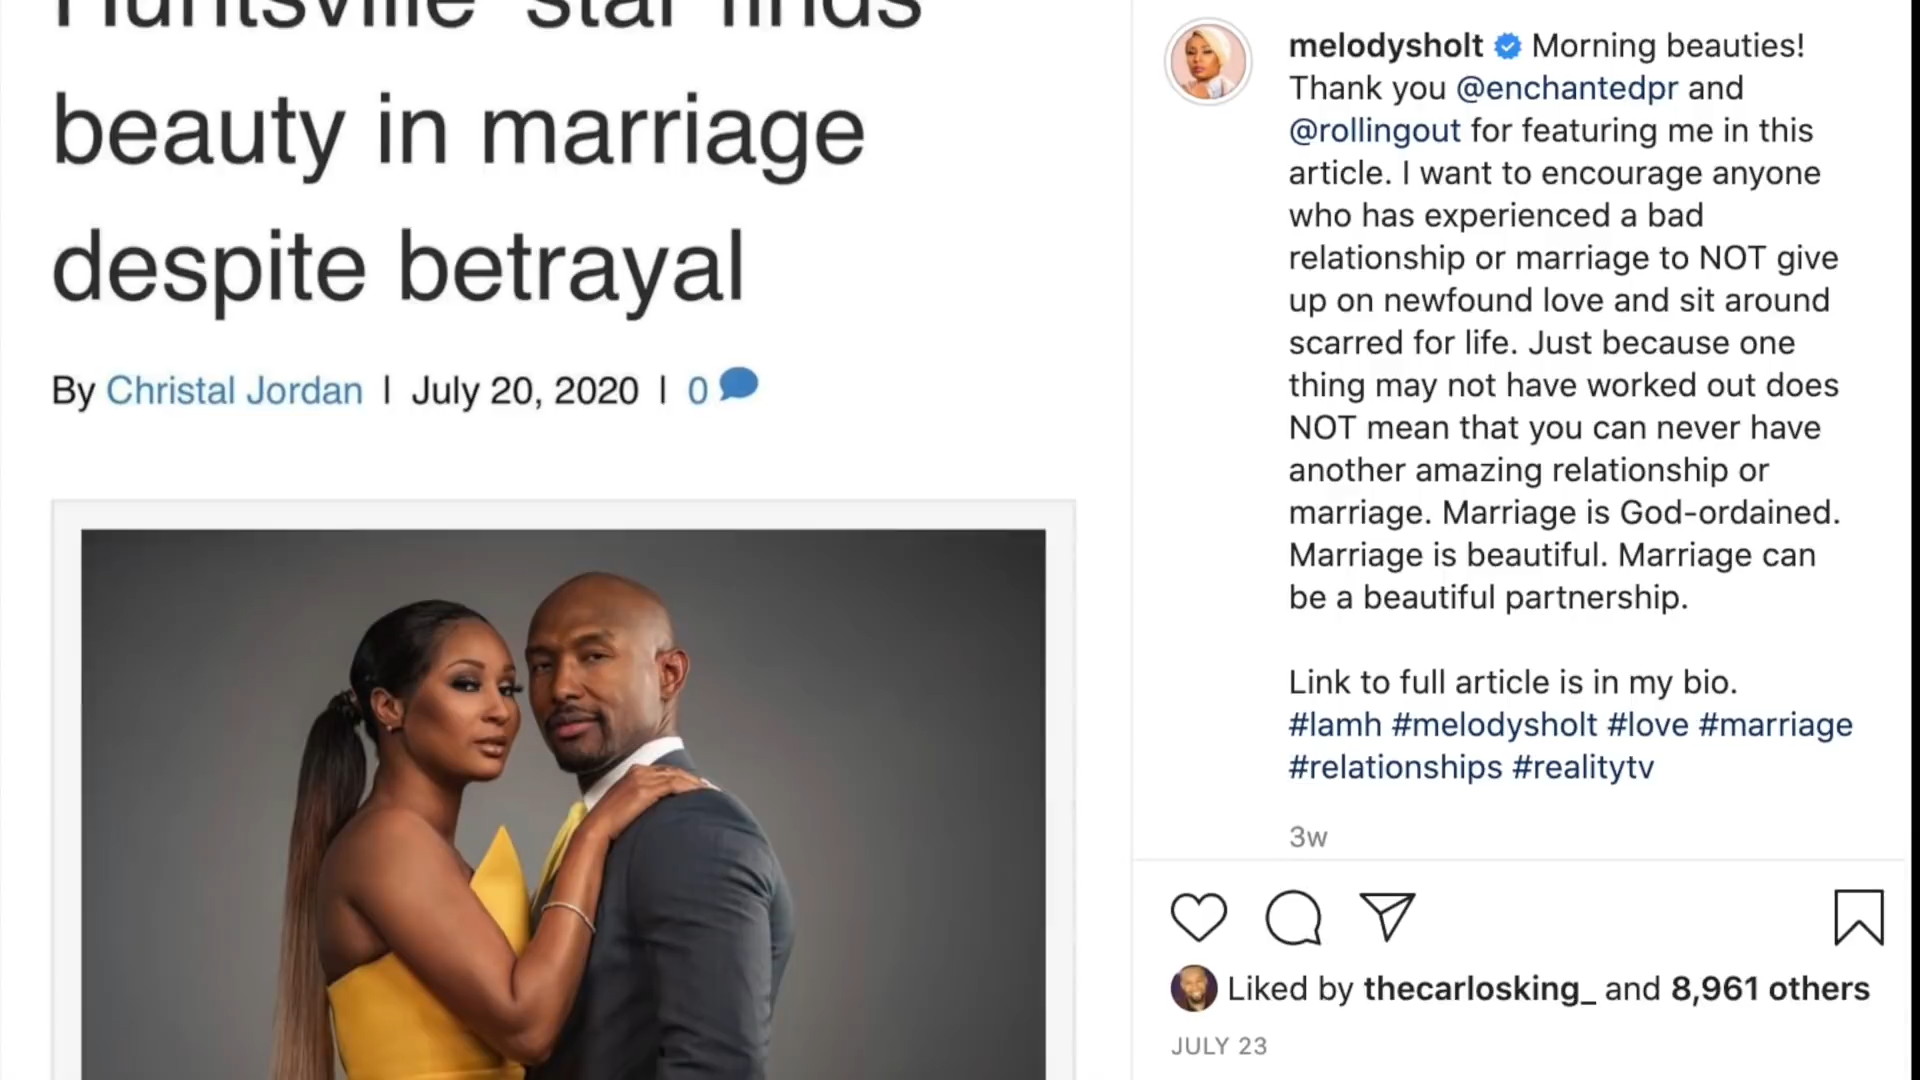 Huntsville' star finds
beauty in marriage
despite betrayal
By Christal Jordan | July 20, 2020 | 0
melodysholt Morning beauties!
Thank you @enchantedpr and
@rollingout for featuring me in this
article. I want to encourage anyone
who has experienced a bad
relationship or marriage to NOT give
up on newfound love and sit around
scarred for life. Just because one
thing may not have worked out does
NOT mean that you can never have
another amazing relationship or
marriage. Marriage is God-ordained.
Marriage is beautiful. Marriage can
be a beautiful partnership.
Link to full article is in my bio.
#lamh #melodysholt #love #marriage
#relationships #realitytv
3w
Liked by thecarlosking_ and 8,961 others
JULY 23